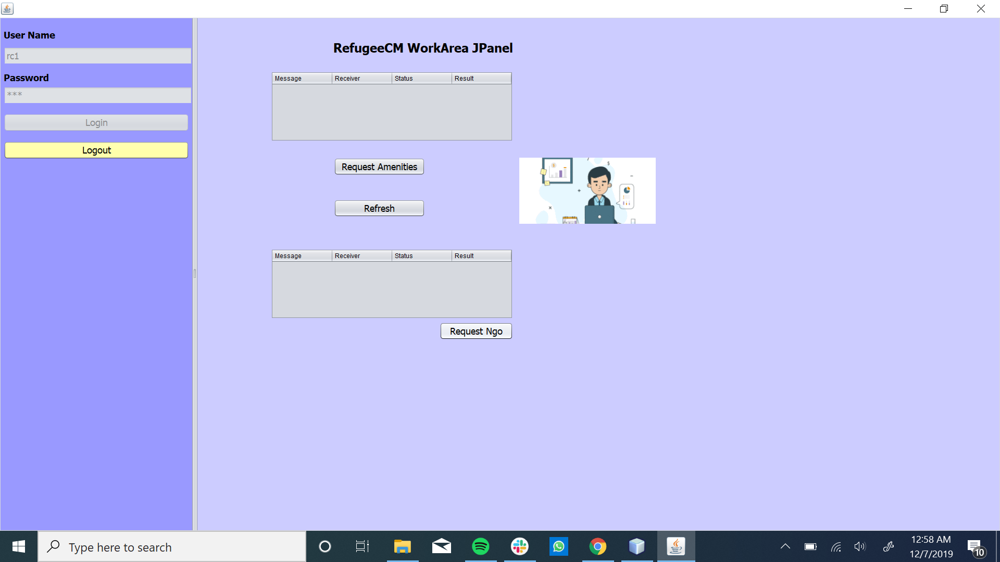 User Name
rc1
Password
***
Login
Logout
RefugeeCM WorkArea JPanel
Message Receiver Status Result
Request Amenities
Refresh
Message Receiver Status Result
Request Ngo
Type here to search
12:58 AM
12/7/2019
10